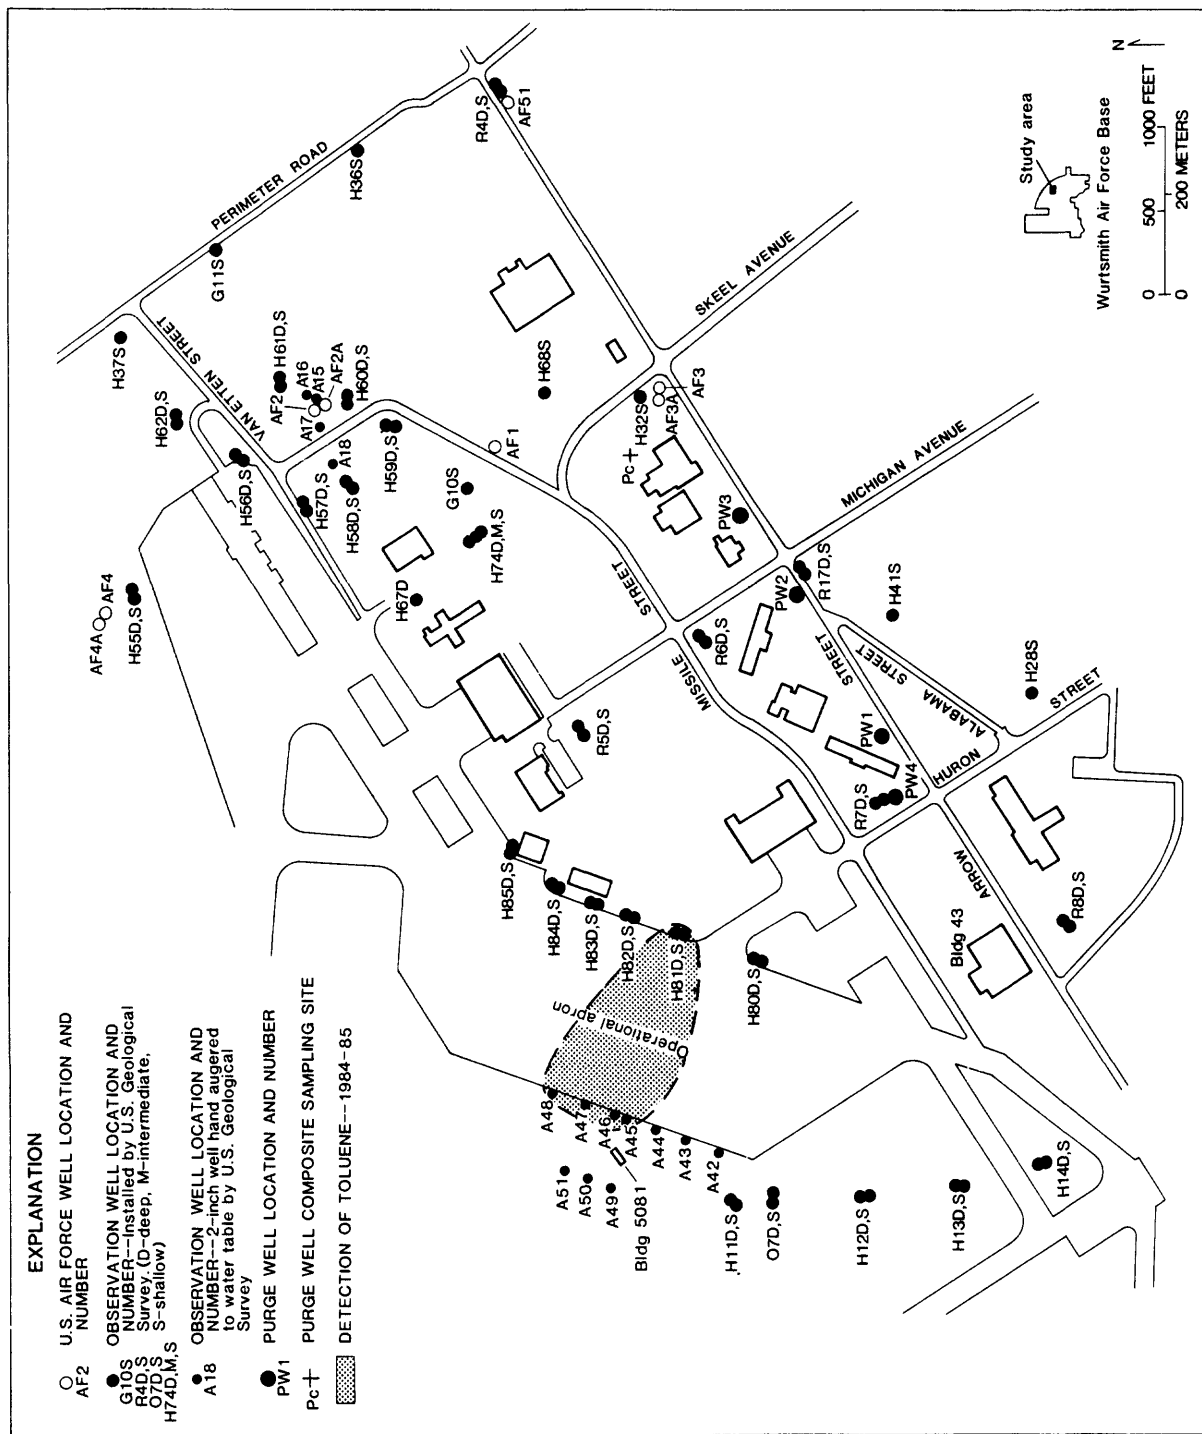 EXPLANATION
AF2
U.S. AIR FORCE WELL LOCATION AND
NUMBER
G10S
R4D,S
O7D,S
H74D,M,S
OBSERVATION WELL LOCATION AND
NUMBER--Installed by U.S. Geological
Survey. (D-deep, M-intermediate,
S-shallow)
A18
OBSERVATION WELL LOCATION AND
NUMBER--2-inch well hand augered
to water table by U.S. Geological
Survey
PW1
PURGE WELL LOCATION AND NUMBER
Pc+
PURGE WELL COMPOSITE SAMPLING SITE
DETECTION OF TOLUENE--1984-85
AF4A
AF4
H55D,S
H62D,S
H37S
G11S
PERIMETER ROAD
H36S
R4D,S
AF51
VAN ETTEN STREET
H56D,S
H57D,S
H58D,S
A18
A17
AF2
H61D,S
A16
A15
AF2A
H60D,S
H59D,S
AF1
G10S
H74D,M,S
H67D
H68S
H32S
AF3A
AF3
Pc+
PW3
SKEEL AVENUE
MICHIGAN AVENUE
MISSILE
STREET
R5D,S
R6D,S
PW2
R17D,S
H41S
H28S
STREET
ALABAMA
STREET
PW1
PW4
R7D,S
HURON
STREET
ARROW
Bldg 43
R8D,S
H85D,S
H84D,S
H83D,S
H82D,S
H81D,S
H80D,S
Operational apron
A48
A47
A46
A45
A44
A43
A42
A51
A50
A49
Bldg 5081
H11D,S
O7D,S
H12D,S
H13D,S
H14D,S
N
Study area
Wurtsmith Air Force Base
0 500 1000 FEET
0 200 METERS